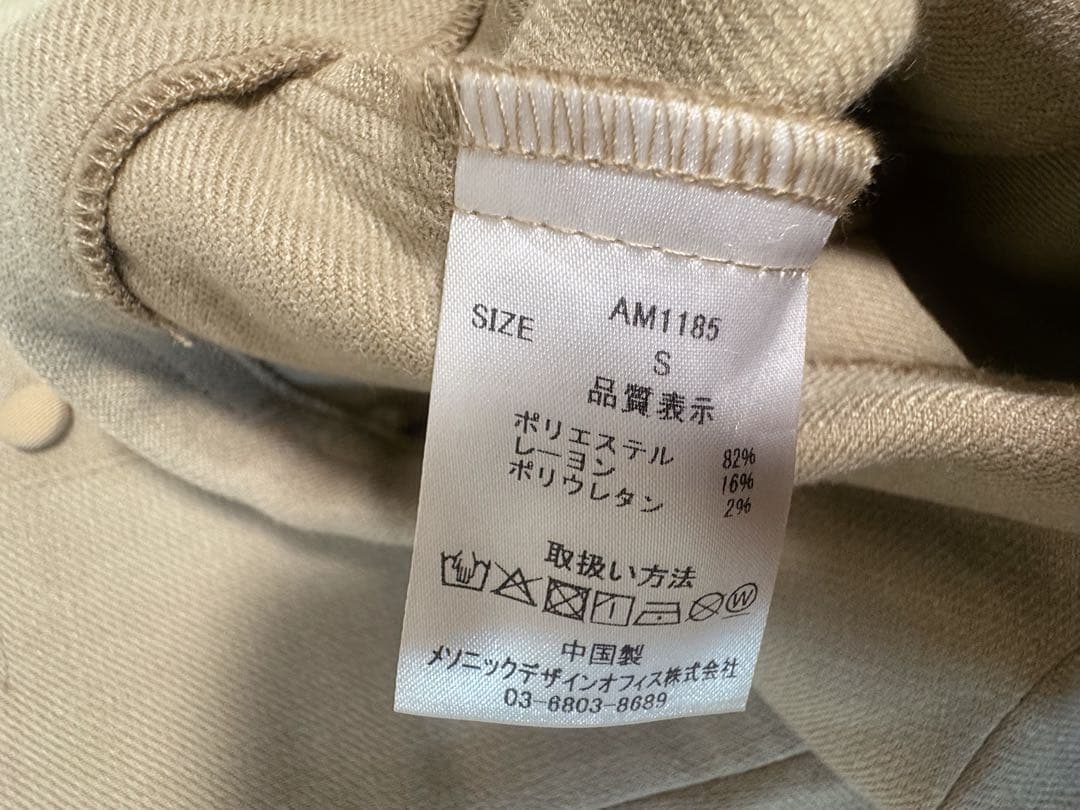 AM1185
SIZE S
品質表示
ポリエステル 82%
レーヨン 16%
ポリウレタン 2%
取扱い方法
W
中国製
メソニックデザインオフィス株式会社
03-6803-8689